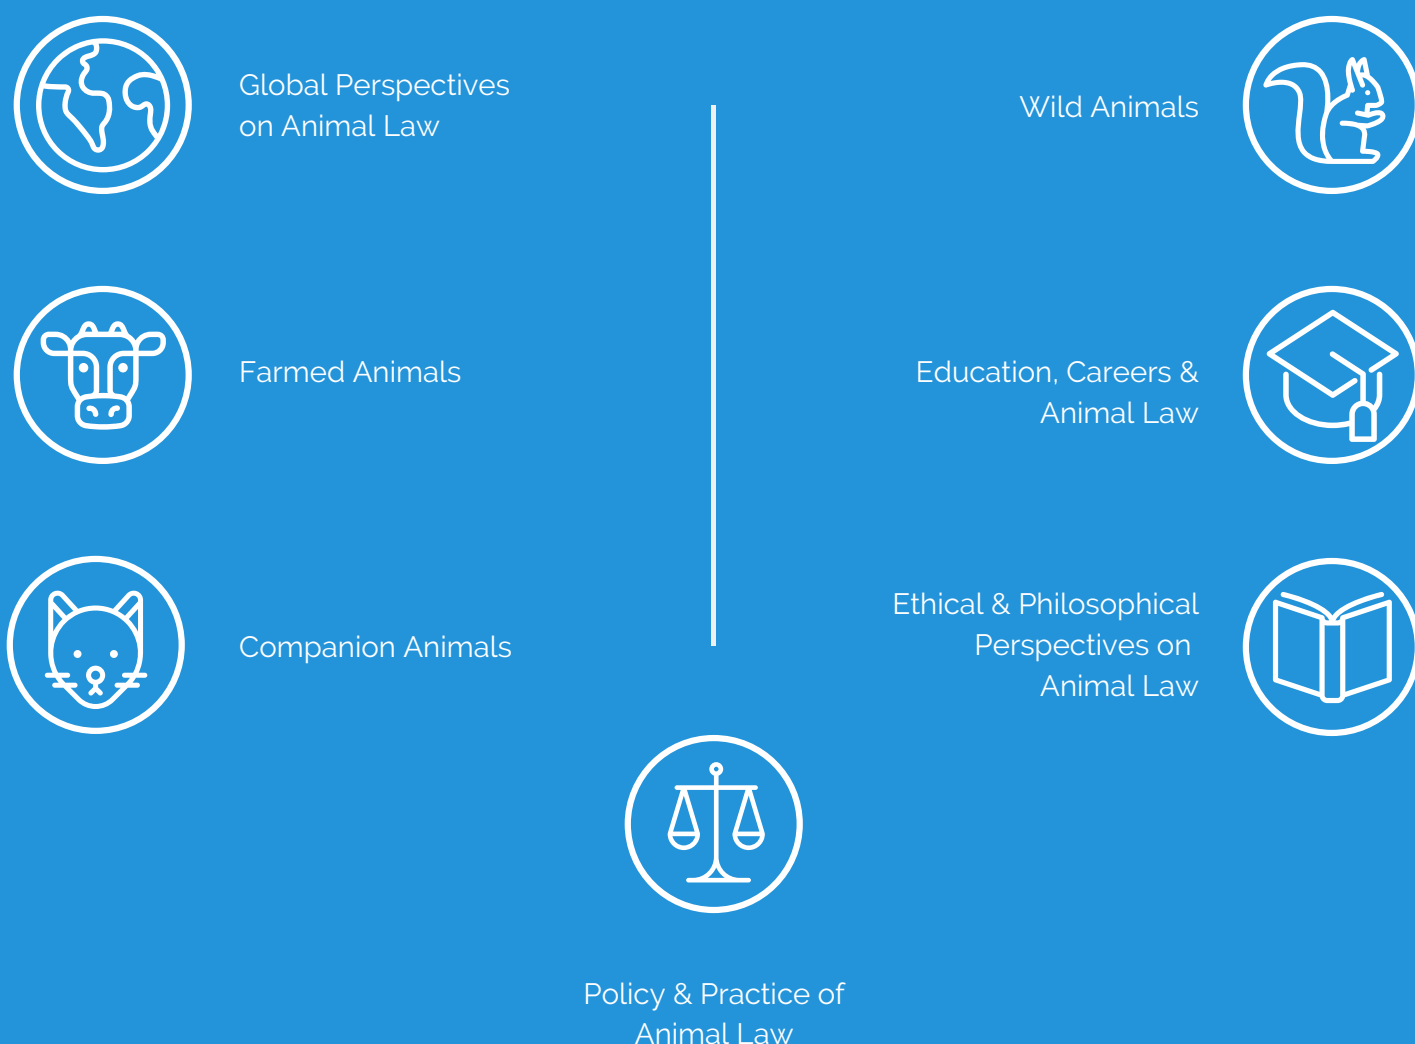 Global Perspectives
on Animal Law
Farmed Animals
Companion Animals
Wild Animals
Education, Careers &
Animal Law
Ethical & Philosophical
Perspectives on
Animal Law
Policy & Practice of
Animal Law